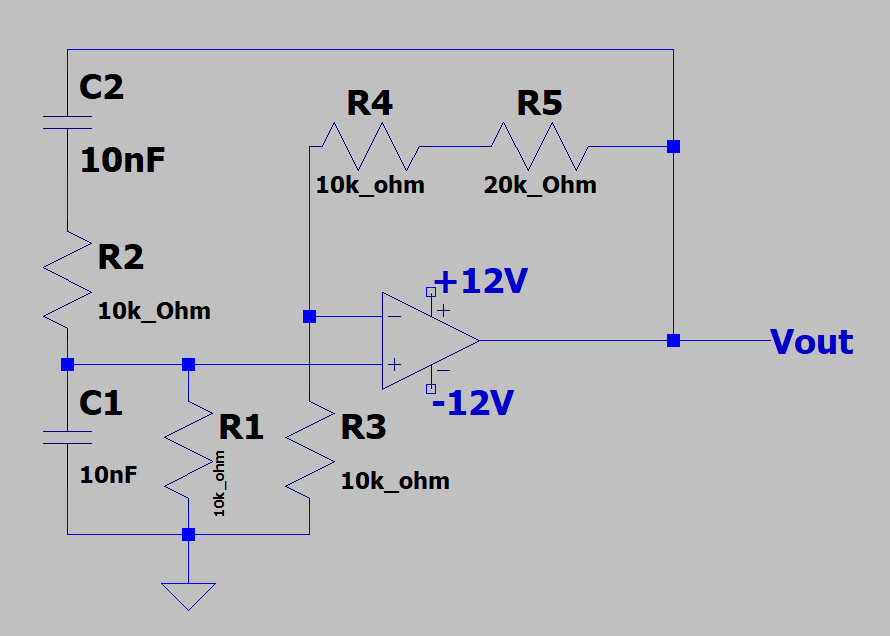 C2
10nF
R4
10k_ohm
R5
20k_Ohm
R2
10k_Ohm
+12V
-12V
Vout
C1
10nF
R1
10k_ohm
R3
10k_ohm